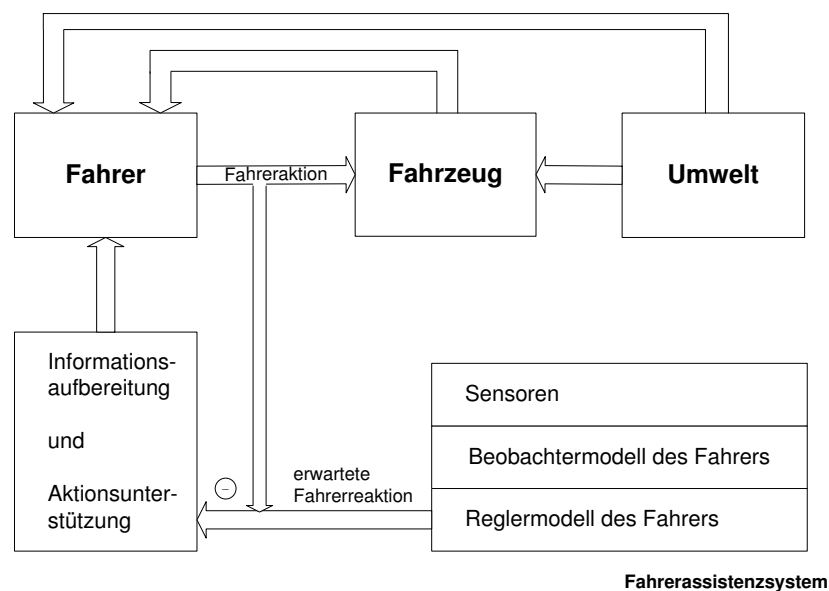 Fahrer
Fahreraktion
Fahrzeug
Umwelt
Informations-
aufbereitung
und
Aktionsunter-
stützung
−
erwartete
Fahrerreaktion
Sensoren
Beobachtermodell des Fahrers
Reglermodell des Fahrers
Fahrerassistenzsystem